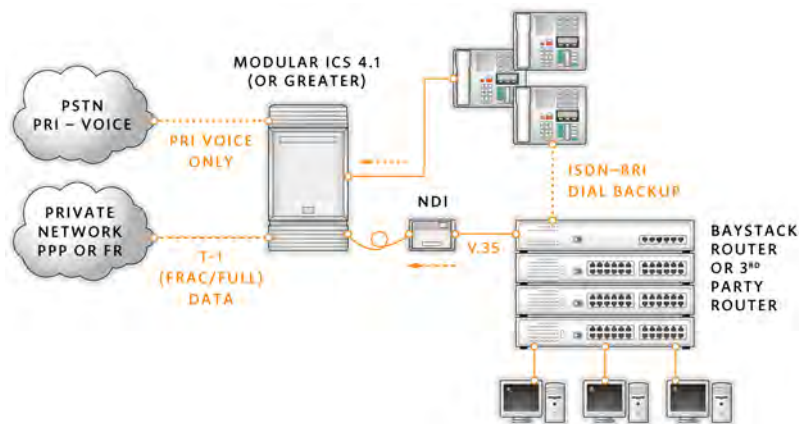 MODULAR ICS 4.1
(OR GREATER)
PSTN
PRI – VOICE
PRI VOICE
ONLY
ISDN–BRI
DIAL BACKUP
NDI
PRIVATE
NETWORK
PPP OR FR
T-1
(FRAC/FULL)
DATA
V.35
BAYSTACK
ROUTER
OR 3RD
PARTY
ROUTER